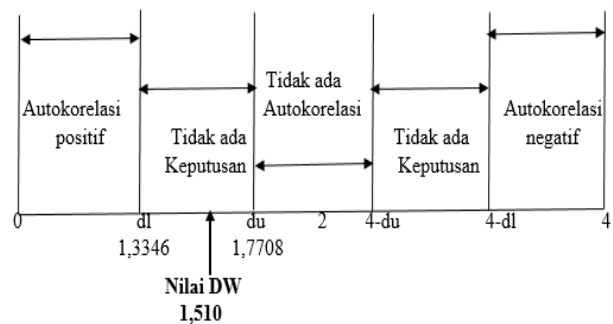 Autokorelasi
positif
Tidak ada
Keputusan
Tidak ada
Autokorelasi
Tidak ada
Keputusan
Autokorelasi
negatif
0 dl du 2 4-du 4-dl 4
1,3346 1,7708
Nilai DW
1,510